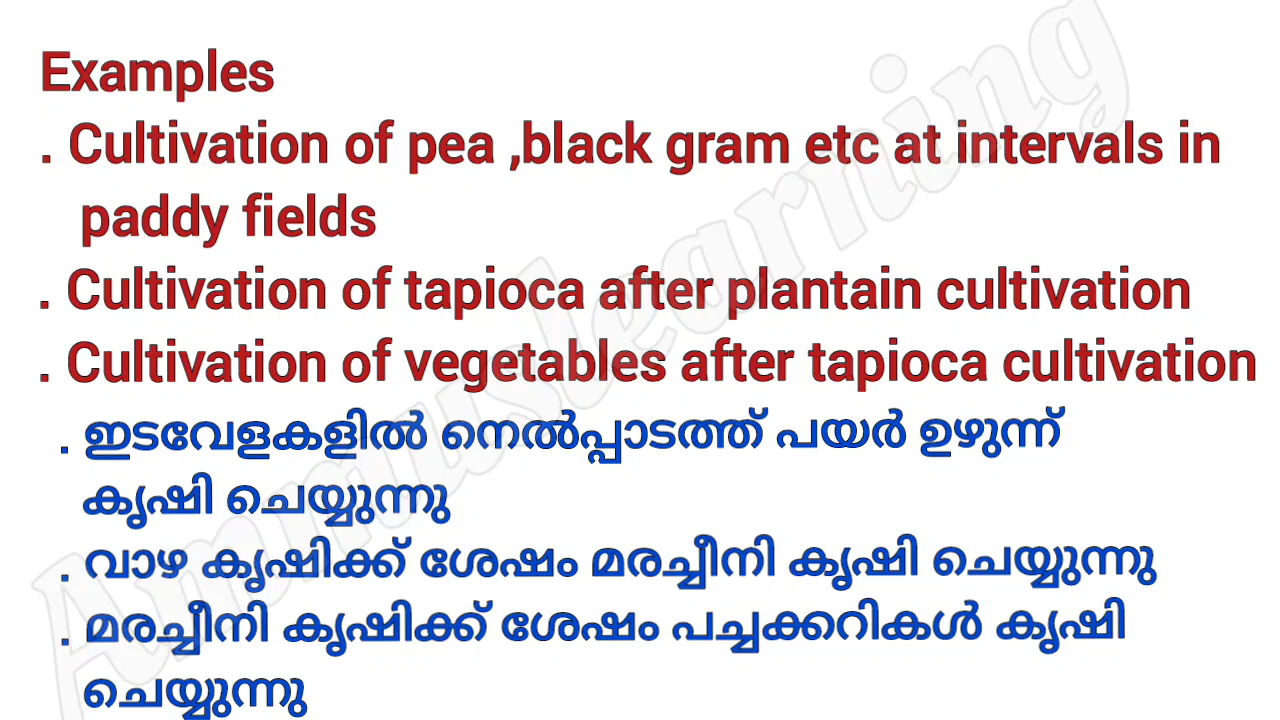 Examples
. Cultivation of pea ,black gram etc at intervals in
paddy fields
. Cultivation of tapioca after plantain cultivation
. Cultivation of vegetables after tapioca cultivation
. ഇടവേളകളിൽ നെൽപ്പാടത്ത് പയർ ഉഴുന്ന്
കൃഷി ചെയ്യുന്നു
. വാഴ കൃഷിക്ക് ശേഷം മരച്ചീനി കൃഷി ചെയ്യുന്നു
. മരച്ചീനി കൃഷിക്ക് ശേഷം പച്ചക്കറികൾ കൃഷി
ചെയ്യുന്നു
Ammuslearning